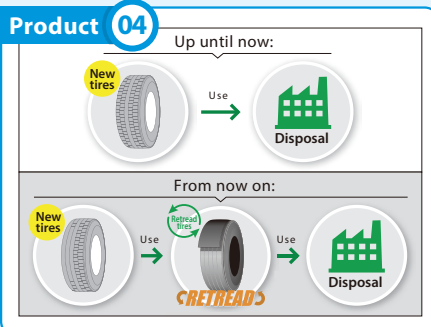 Product 04
Up until now:
New
tires
Use
Disposal
From now on:
New
tires
Use
Retread
tires
RETREAD
Use
Disposal